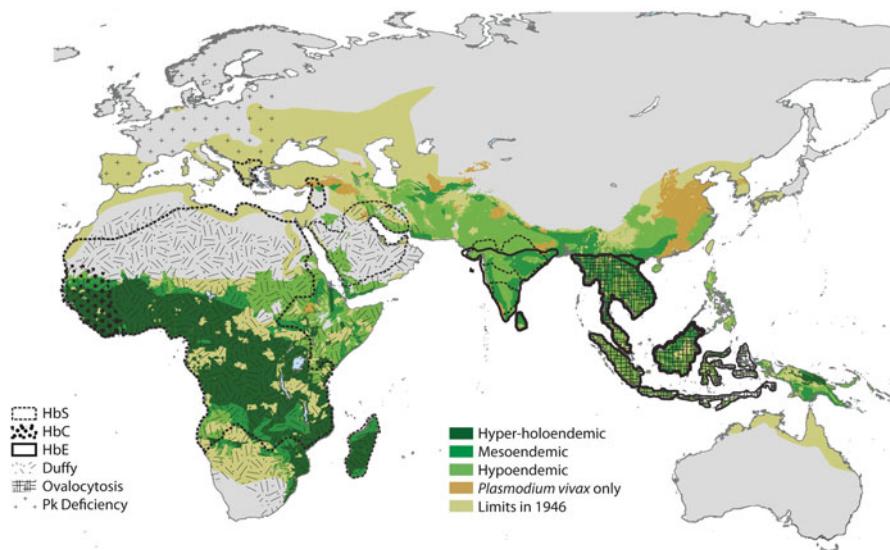 HbS
HbC
HbE
Duffy
Ovalocytosis
Pk Deficiency
Hyper-holoendemic
Mesoendemic
Hypoendemic
Plasmodium vivax only
Limits in 1946